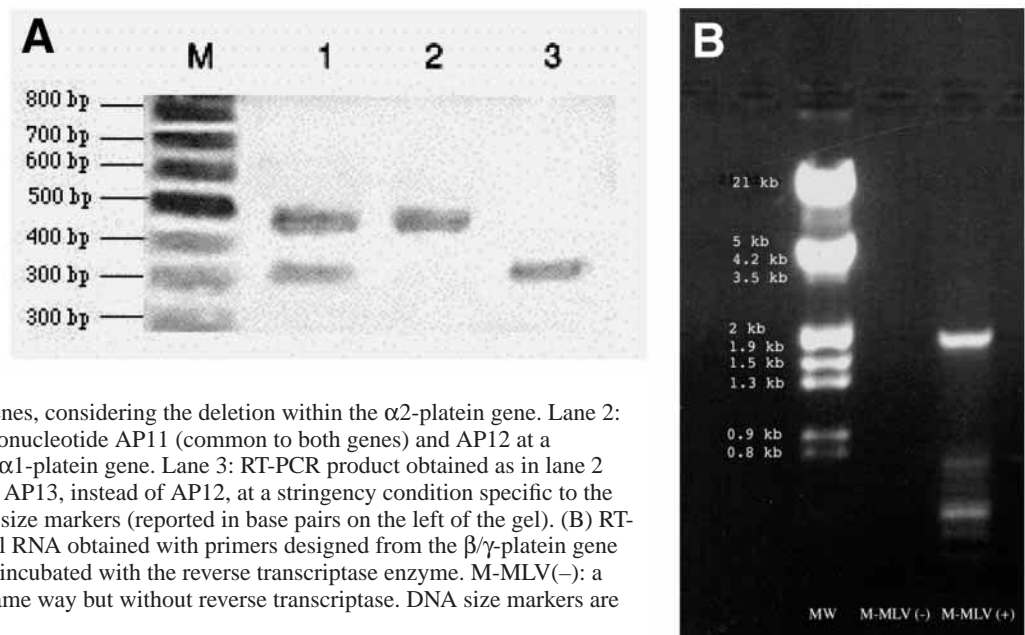 A
M 1 2 3
800 bp
700 bp
600 bp
500 bp
400 bp
300 bp
300 bp
enes, considering the deletion within the α2-platein gene. Lane 2:
onucleotide AP11 (common to both genes) and AP12 at a
α1-platein gene. Lane 3: RT-PCR product obtained as in lane 2
AP13, instead of AP12, at a stringency condition specific to the
size markers (reported in base pairs on the left of the gel). (B) RT-
l RNA obtained with primers designed from the β/γ-platein gene
incubated with the reverse transcriptase enzyme. M-MLV(–): a
ame way but without reverse transcriptase. DNA size markers are
B
21 kb
5 kb
4.2 kb
3.5 kb
2 kb
1.9 kb
1.5 kb
1.3 kb
0.9 kb
0.8 kb
MW M-MLV (-) M-MLV (+)